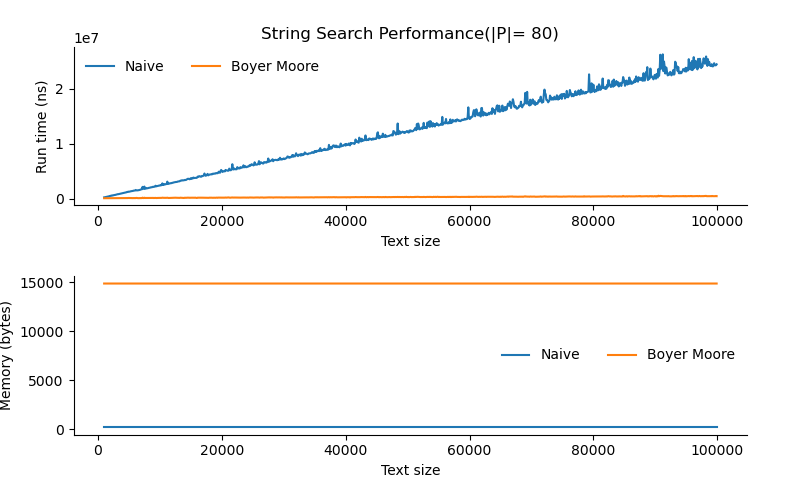 String Search Performance(|P|= 80)
1e7
Naive
Boyer Moore
2
1
0
Run time (ns)
0
20000
40000
60000
80000
100000
Text size
15000
10000
5000
0
Memory (bytes)
Naive
Boyer Moore
0
20000
40000
60000
80000
100000
Text size